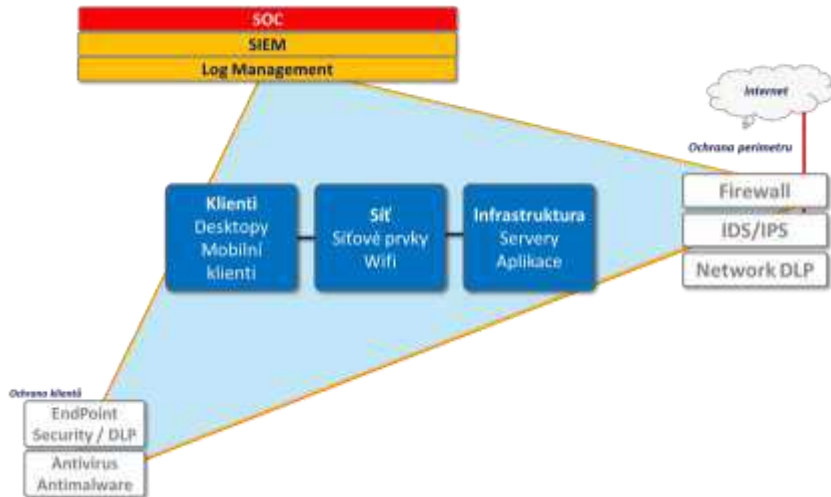 SOC
SIEM
Log Management
Internet
Ochrana perimetru
Firewall
IDS/IPS
Network DLP
Klienti
Desktopy
Mobilní
klienti
Síť
Síťové prvky
Wifi
Infrastruktura
Servery
Aplikace
Ochrana klientů
EndPoint
Security / DLP
Antivirus
Antimalware